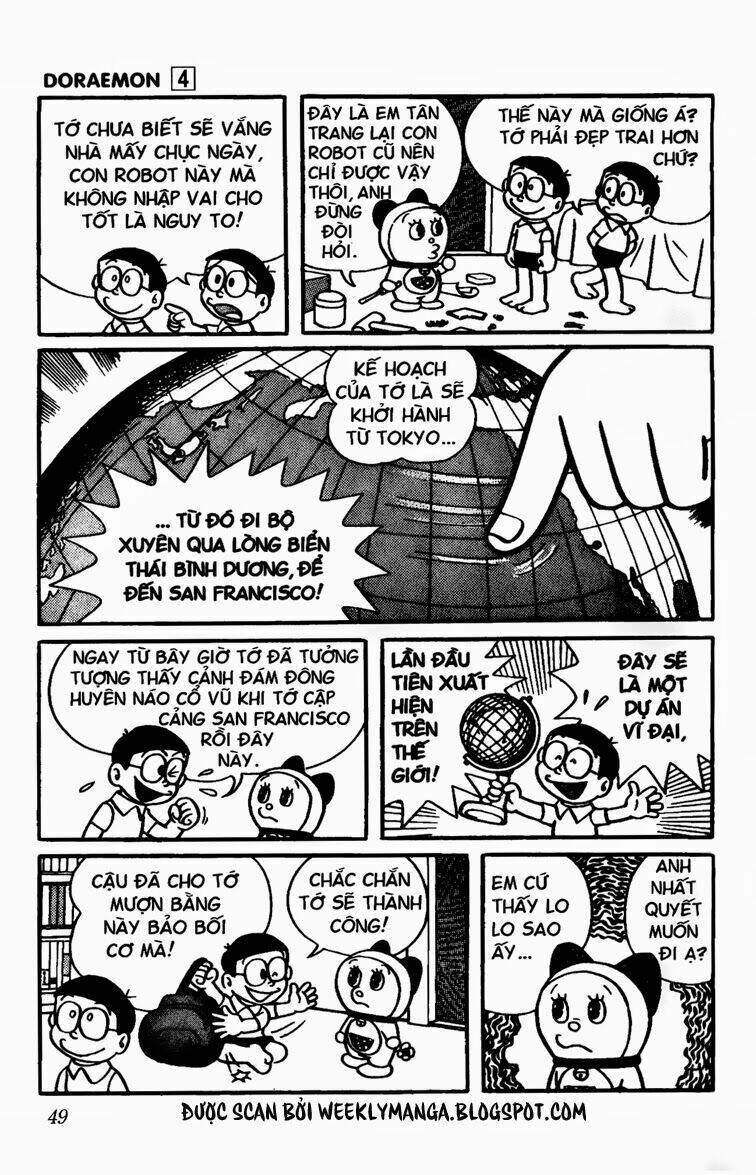 DORAEMON 4
TỚ CHƯA BIẾT SẼ VẮNG
NHÀ MẤY CHỤC NGÀY,
CON ROBOT NÀY MÀ
KHÔNG NHẬP VAI CHO
TỐT LÀ NGUY TO!
ĐÂY LÀ EM TÂN
TRANG LẠI CON
ROBOT CŨ NÊN
CHỈ ĐƯỢC VẬY
THÔI, ANH
ĐỪNG
ĐÒI
HỎI.
THẾ NÀY MÀ GIỐNG Á?
TỚ PHẢI ĐẸP TRAI HƠN
CHỨ?
KẾ HOẠCH
CỦA TỚ LÀ SẼ
KHỞI HÀNH
TỪ TOKYO...
... TỪ ĐÓ ĐI BỘ
XUYÊN QUA LÒNG BIỂN
THÁI BÌNH DƯƠNG, ĐỂ
ĐẾN SAN FRANCISCO!
NGAY TỪ BÂY GIỜ TỚ ĐÃ TƯỞNG
TƯỢNG THẤY CẢNH ĐÁM ĐÔNG
HUYÊN NÁO CỔ VŨ KHI TỚ CẬP
CẢNG SAN FRANCISCO
RỒI ĐÂY
NÀY.
LẦN ĐẦU
TIÊN XUẤT
HIỆN
TRÊN
THẾ
GIỚI!
ĐÂY SẼ
LÀ MỘT
DỰ ÁN
VĨ ĐẠI,
CẬU ĐÃ CHO TỚ
MƯỢN BẰNG
NÀY BẢO BỐI
CƠ MÀ!
CHẮC CHẮN
TỚ SẼ THÀNH
CÔNG!
EM CỨ
THẤY LO
LO SAO
ẤY...
ANH
NHẤT
QUYẾT
MUỐN
ĐI Ạ?
49
ĐƯỢC SCAN BỞI WEEKLYMANGA.BLOGSPOT.COM